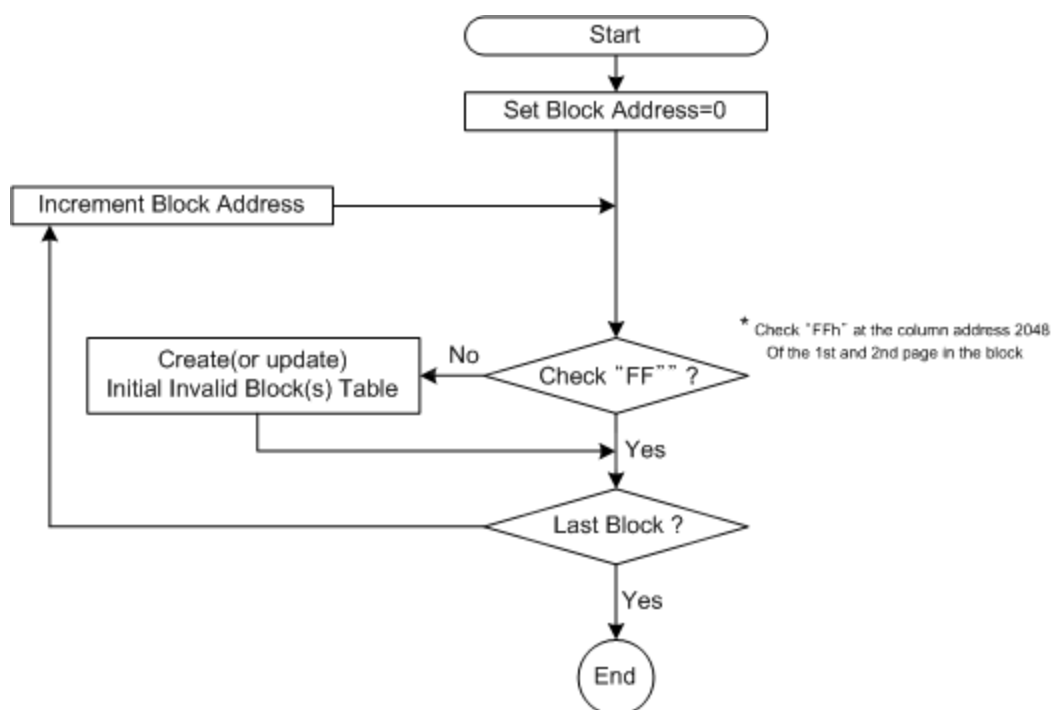 Start
Set Block Address=0
Increment Block Address
* Check "FFh" at the column address 2048
Of the 1st and 2nd page in the block
Create(or update)
Initial Invalid Block(s) Table
No
Check "FF"" ?
Yes
Last Block ?
Yes
End